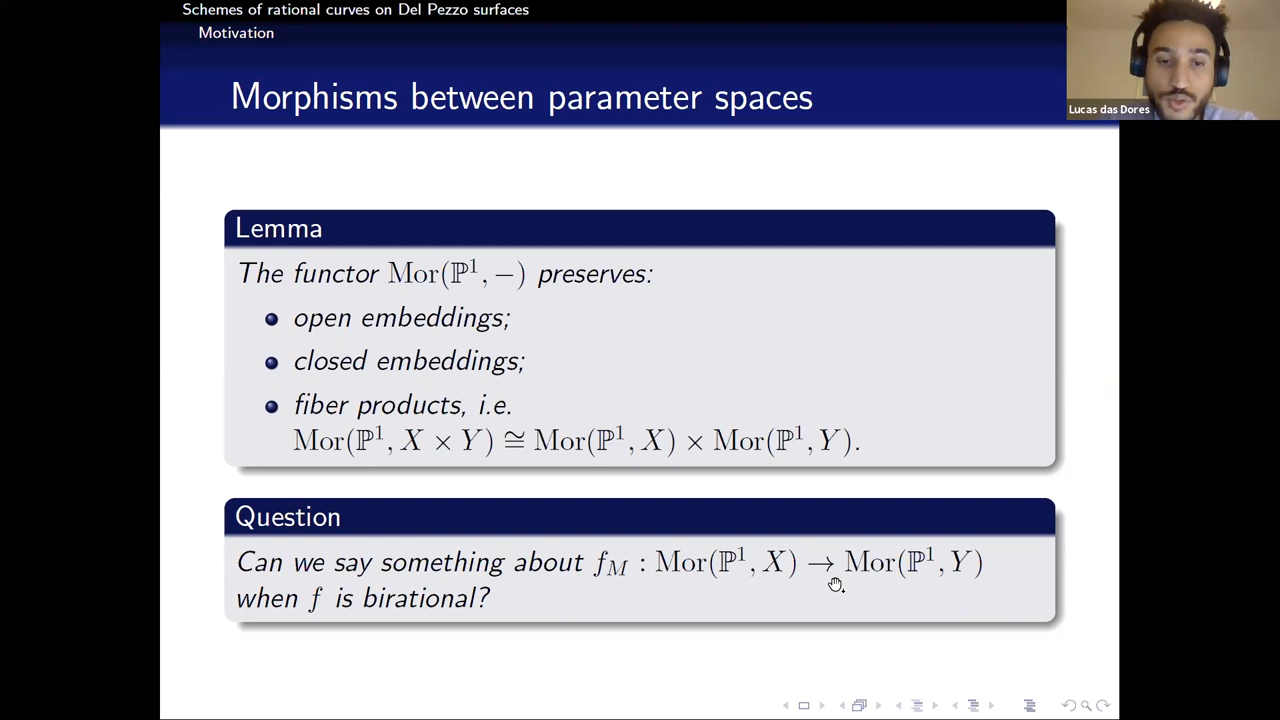 Schemes of rational curves on Del Pezzo surfaces
Motivation
Morphisms between parameter spaces
Lucas das Dores
Lemma
The functor Mor(ℙ¹, −) preserves:
open embeddings;
closed embeddings;
fiber products, i.e.
Mor(ℙ¹, X × Y) ≅ Mor(ℙ¹, X) × Mor(ℙ¹, Y).
Question
Can we say something about f_M : Mor(ℙ¹, X) → Mor(ℙ¹, Y)
when f is birational?